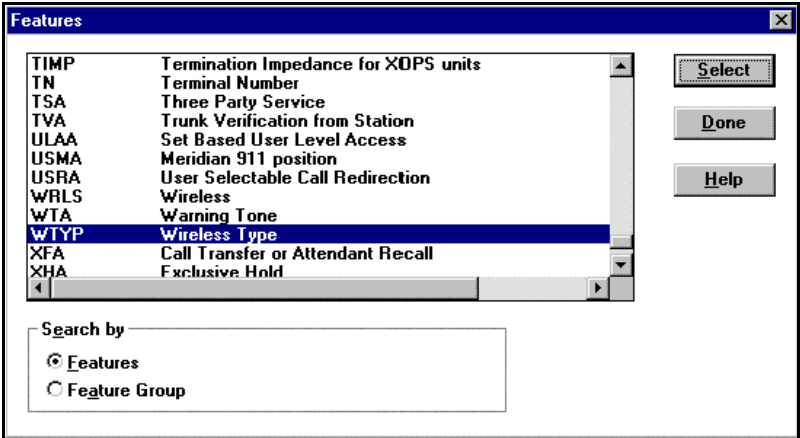 Features
TIMP Termination Impedance for XOPS units
TN Terminal Number
TSA Three Party Service
TVA Trunk Verification from Station
ULAA Set Based User Level Access
USMA Meridian 911 position
USRA User Selectable Call Redirection
WRLS Wireless
WTA Warning Tone
WTYP Wireless Type
XFA Call Transfer or Attendant Recall
XHA Exclusive Hold
Select
Done
Help
Search by
Features
Feature Group